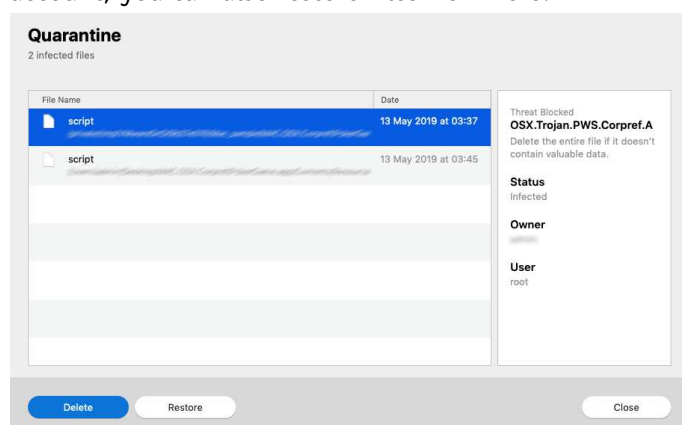 Quarantine
2 infected files
File Name
Date
script
13 May 2019 at 03:37
script
13 May 2019 at 03:45
Threat Blocked
OSX.Trojan.PWS.Corpref.A
Delete the entire file if it doesn't
contain valuable data.
Status
Infected
Owner
User
root
Delete
Restore
Close